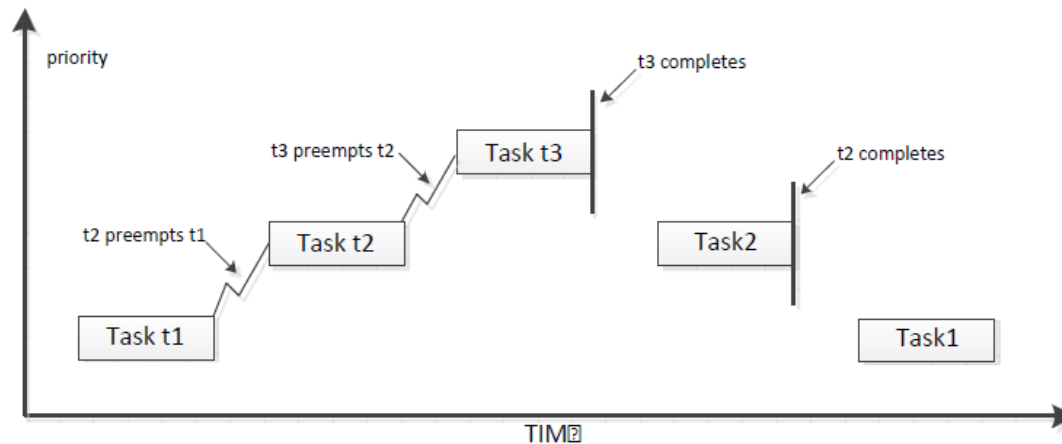 priority
t3 completes
Task t3
t3 preempts t2
t2 completes
Task t2
Task2
t2 preempts t1
Task t1
Task1
TIM